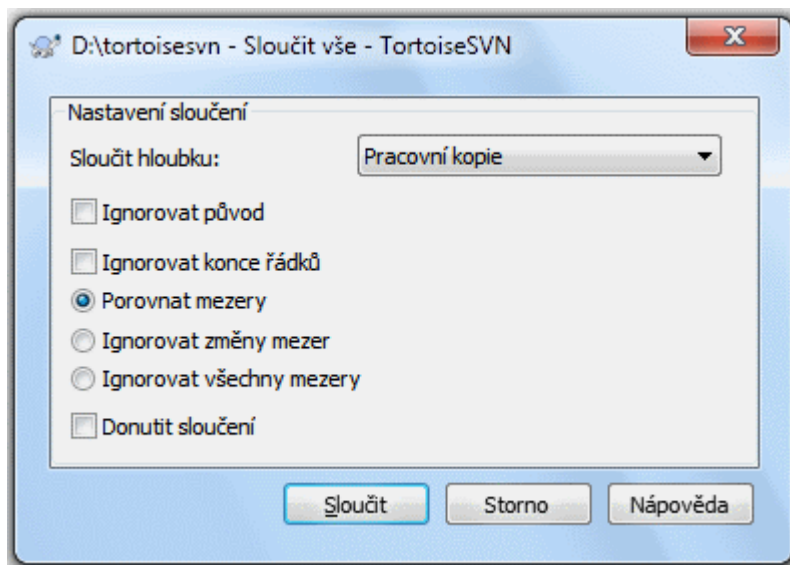 D:\tortoisesvn - Sloučit vše - TortoiseSVN
Nastavení sloučení
Sloučit hloubku: Pracovní kopie
Ignorovat původ
Ignorovat konce řádků
Porovnat mezery
Ignorovat změny mezer
Ignorovat všechny mezery
Donutit sloučení
Sloučit Storno Nápověda